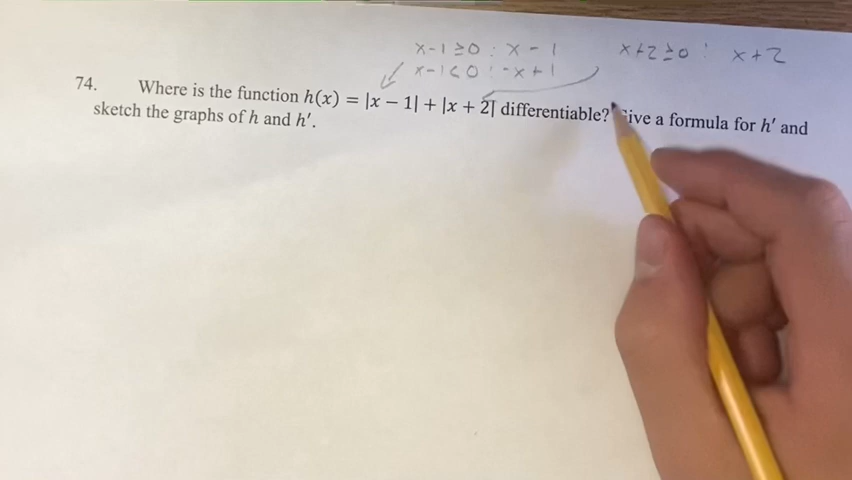 x-1≥0 : x-1 x+2≥0 : x+2
x-1<0 : -x+1
74. Where is the function h(x) = |x − 1| + |x + 2| differentiable? Give a formula for h′ and
sketch the graphs of h and h′.